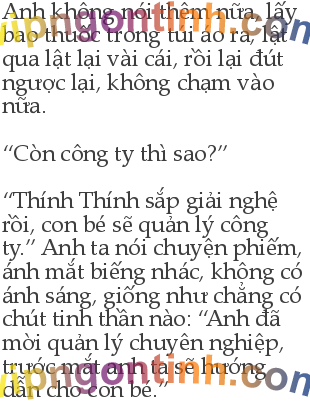 Anh không nói thêm nữa, lấy
bao thuốc trong túi áo ra, lật
qua lật lại vài cái, rồi lại đút
ngược lại, không chạm vào
nữa.
“Còn công ty thì sao?”
“Thính Thính sắp giải nghệ
rồi, con bé sẽ quản lý công
ty.” Anh ta nói chuyện phiếm,
ánh mắt biếng nhác, không có
ánh sáng, giống như chẳng có
chút tinh thần nào: “Anh đã
mời quản lý chuyên nghiệp,
trước mắt anh ta sẽ hướng
dẫn cho con bé.”
vipngontinh.com
vipngontinh.com